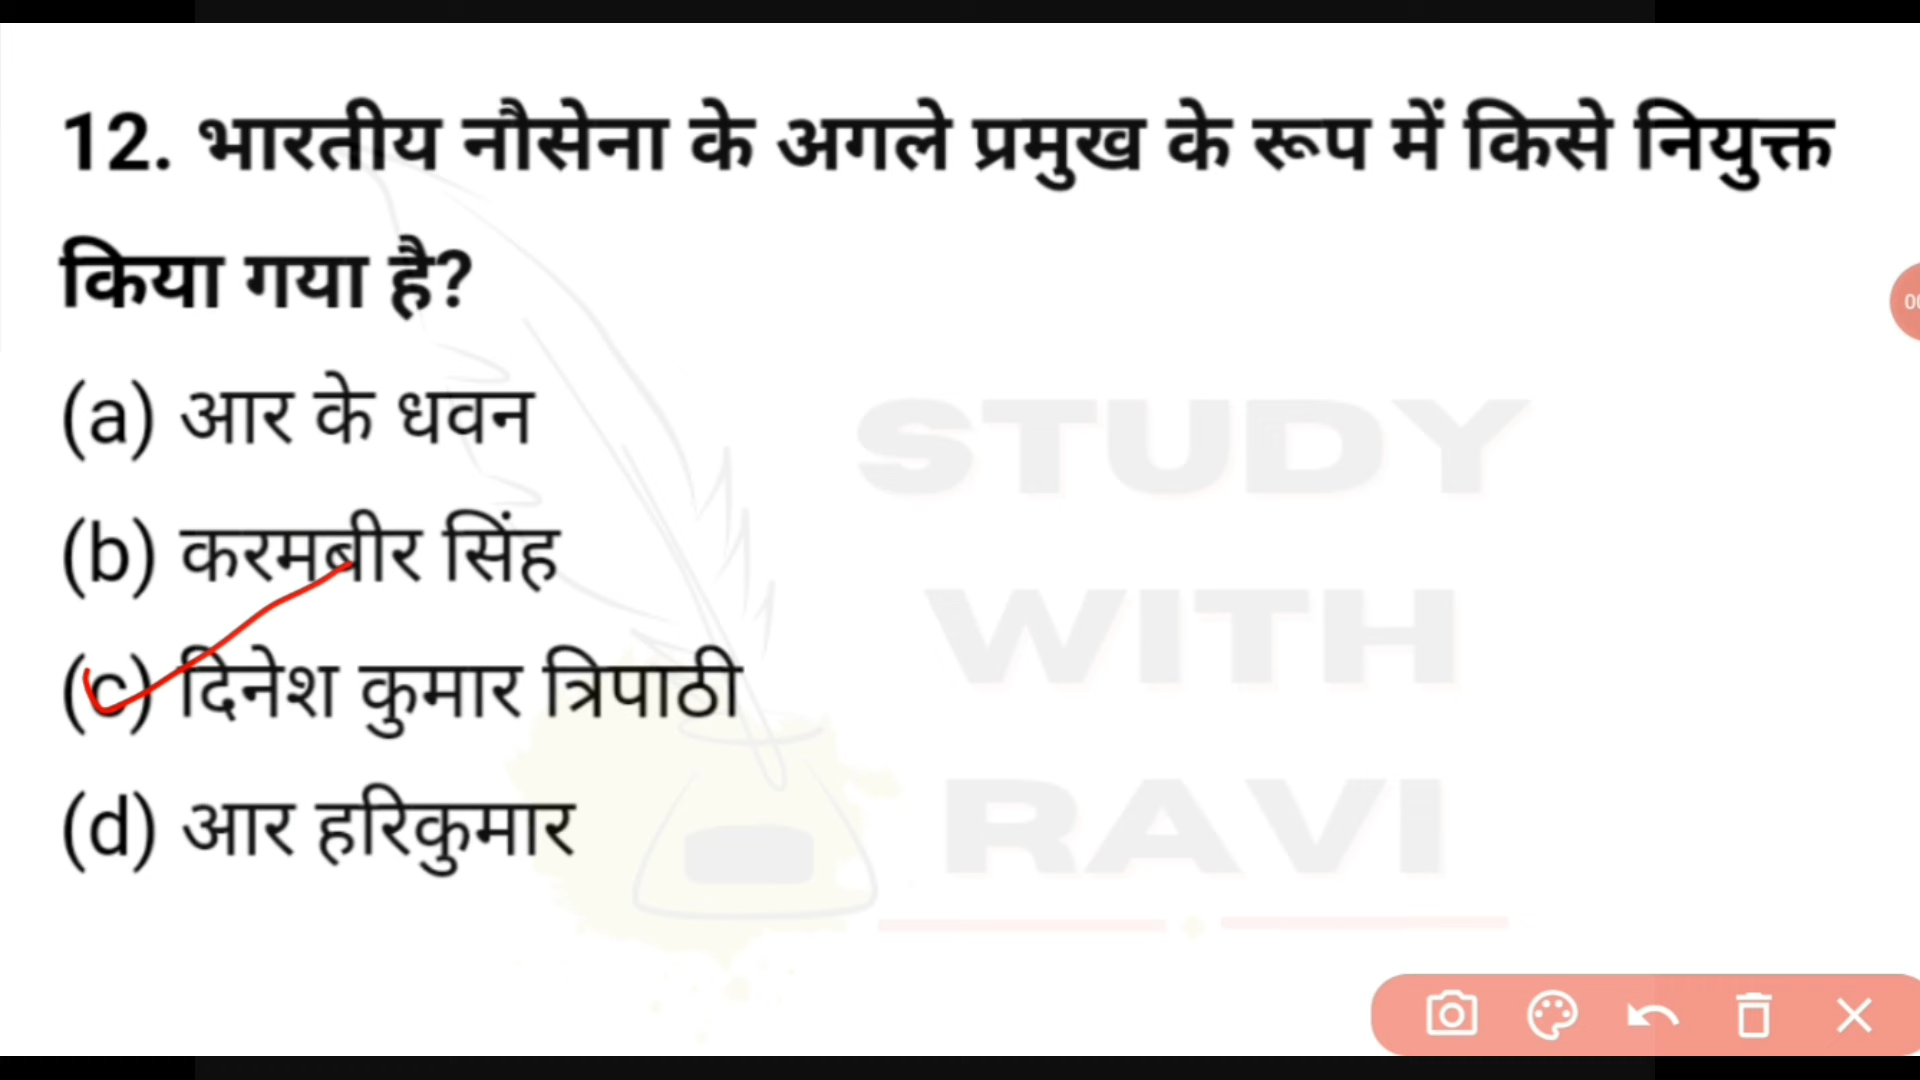 12. भारतीय नौसेना के अगले प्रमुख के रूप में किसे नियुक्त
किया गया है?
(a) आर के धवन
(b) करमबीर सिंह
(c) दिनेश कुमार त्रिपाठी
(d) आर हरिकुमार
STUDY
WITH
RAVI